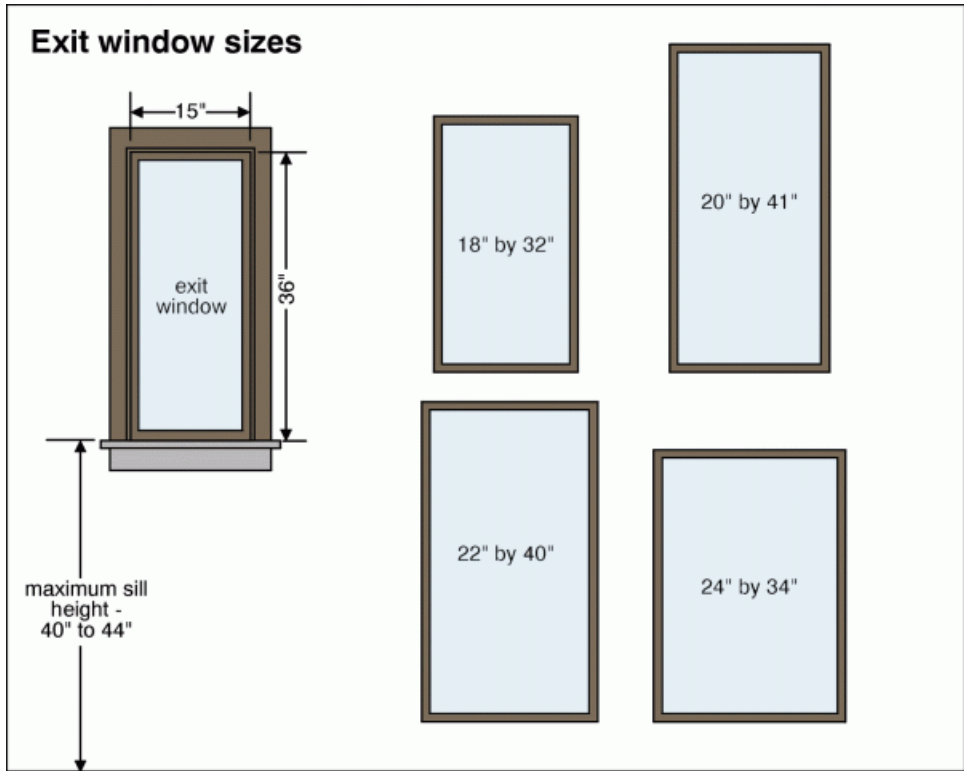 Exit window sizes
15"
36"
exit
window
maximum sill
height -
40" to 44"
18" by 32"
20" by 41"
22" by 40"
24" by 34"